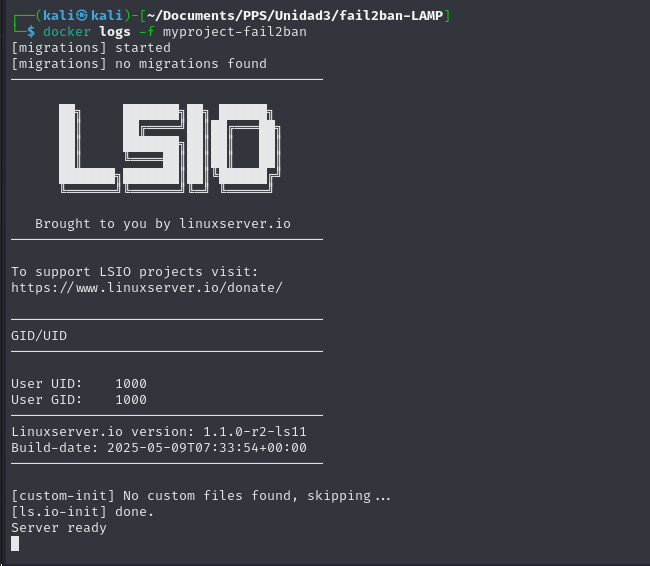 ┌──(kali㉿kali)-[~/Documents/PPS/Unidad3/fail2ban-LAMP]
└─$ docker logs -f myproject-fail2ban
[migrations] started
[migrations] no migrations found
LSIO
Brought to you by linuxserver.io
To support LSIO projects visit:
https://www.linuxserver.io/donate/
GID/UID
User UID:    1000
User GID:    1000
Linuxserver.io version: 1.1.0-r2-ls11
Build-date: 2025-05-09T07:33:54+00:00
[custom-init] No custom files found, skipping...
[ls.io-init] done.
Server ready